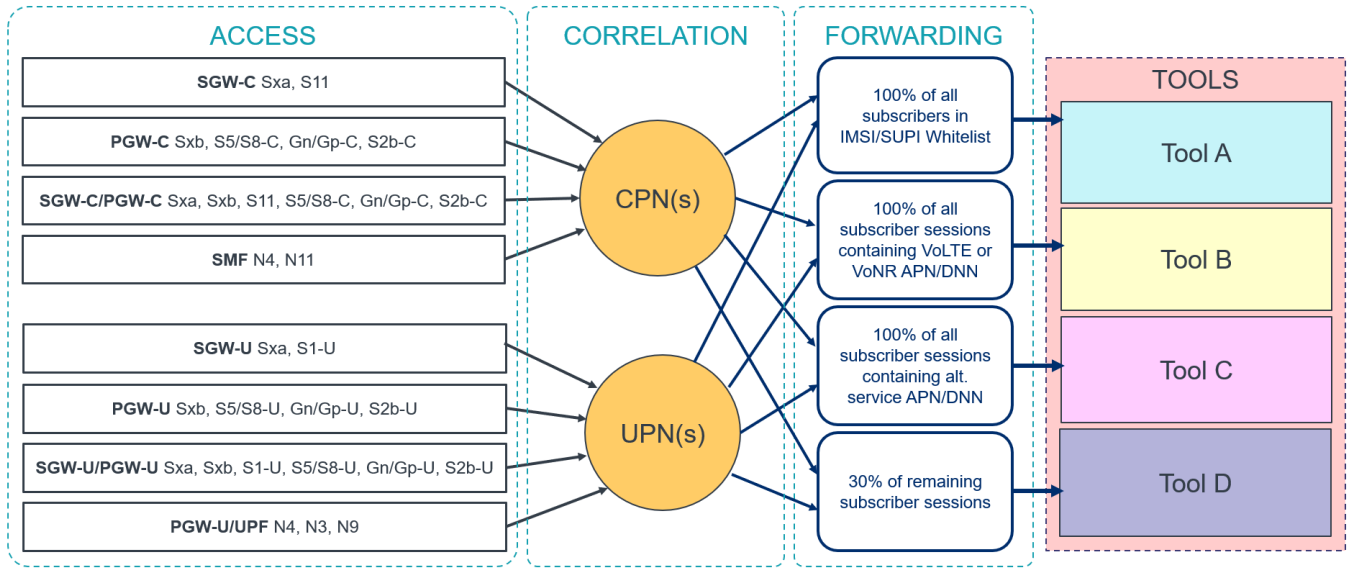 ACCESS
SGW-C Sxa, S11
PGW-C Sxb, S5/S8-C, Gn/Gp-C, S2b-C
SGW-C/PGW-C Sxa, Sxb, S11, S5/S8-C, Gn/Gp-C, S2b-C
SMF N4, N11
SGW-U Sxa, S1-U
PGW-U Sxb, S5/S8-U, Gn/Gp-U, S2b-U
SGW-U/PGW-U Sxa, Sxb, S1-U, S5/S8-U, Gn/Gp-U, S2b-U
PGW-U/UPF N4, N3, N9
CORRELATION
CPN(s)
UPN(s)
FORWARDING
100% of all
subscribers in
IMSI/SUPI Whitelist
100% of all
subscriber sessions
containing VoLTE or
VoNR APN/DNN
100% of all
subscriber sessions
containing alt.
service APN/DNN
30% of remaining
subscriber sessions
TOOLS
Tool A
Tool B
Tool C
Tool D